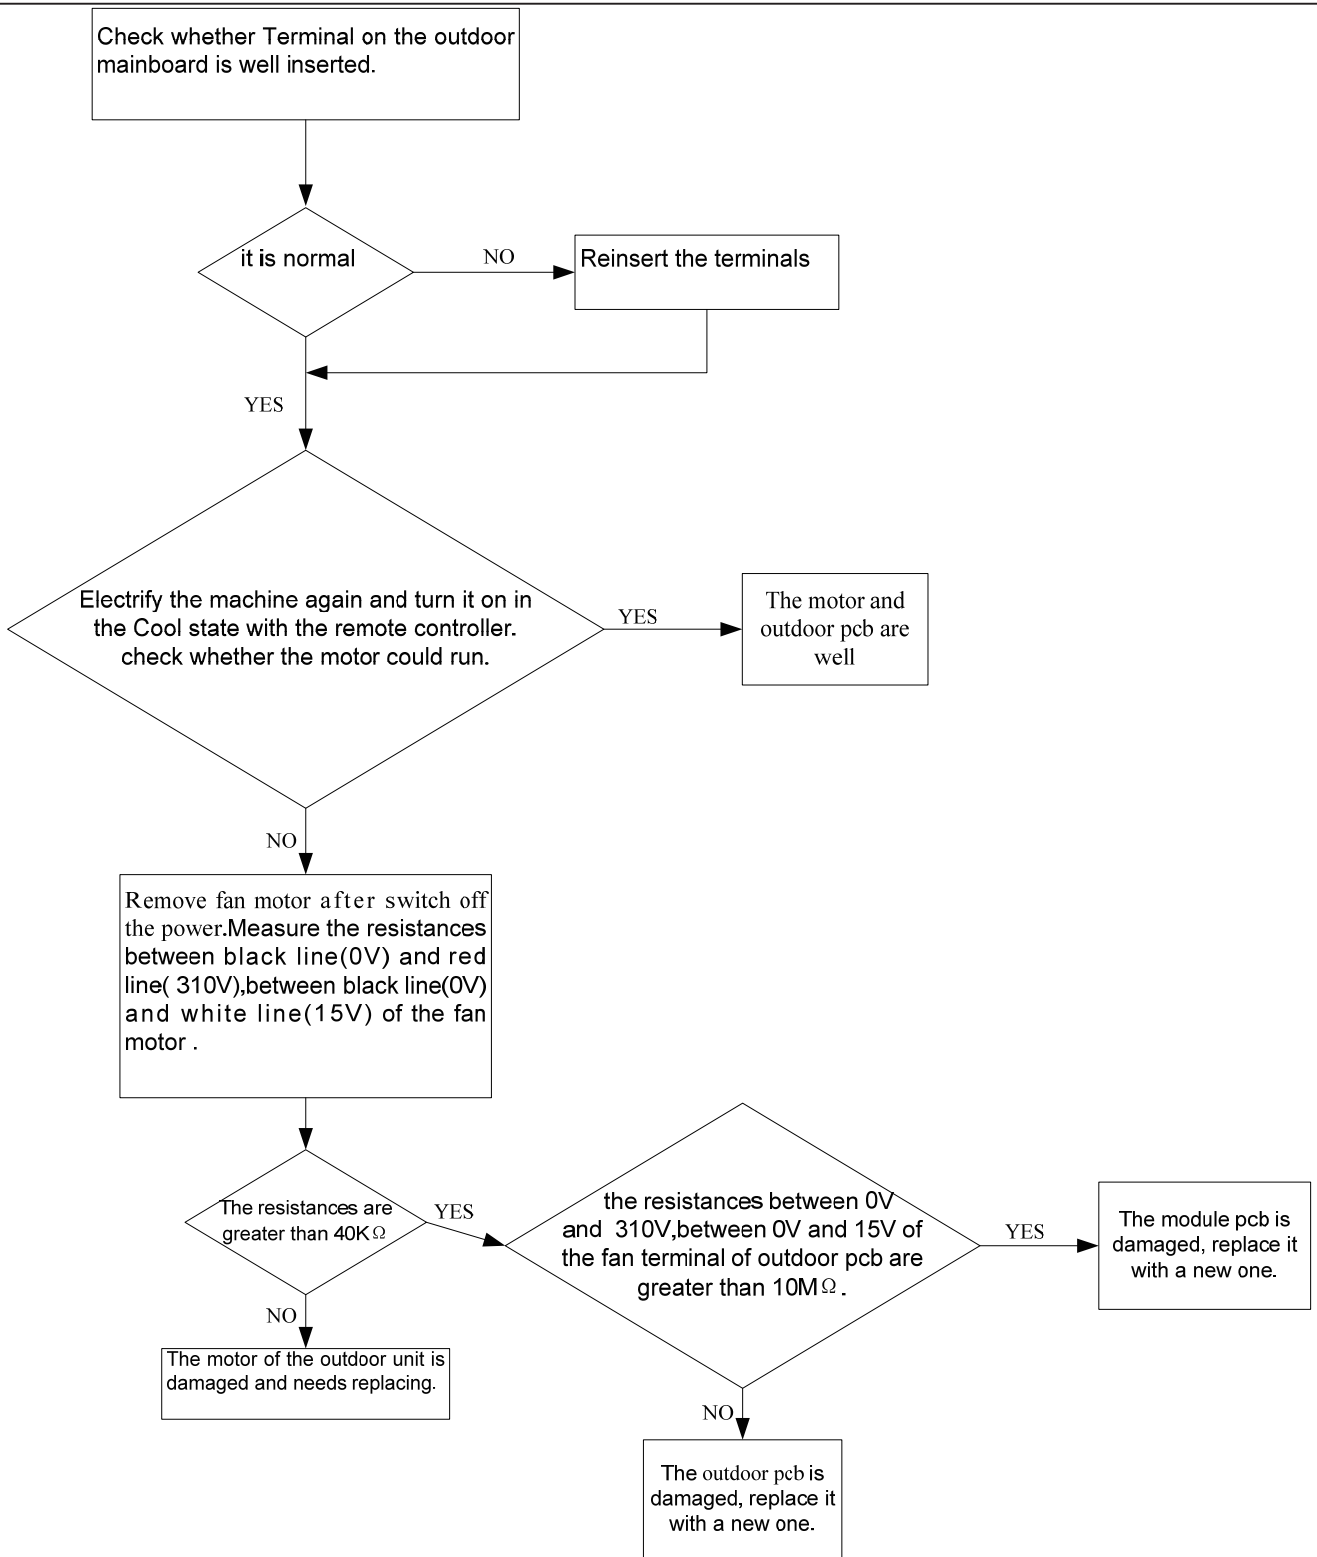 Check whether Terminal on the outdoor
mainboard is well inserted.
it is normal
NO
Reinsert the terminals
YES
Electrify the machine again and turn it on in
the Cool state with the remote controller.
check whether the motor could run.
YES
The motor and
outdoor pcb are
well
NO
Remove fan motor after switch off
the power.Measure the resistances
between black line(0V) and red
line( 310V),between black line(0V)
and white line(15V) of the fan
motor .
The resistances are
greater than 40KΩ
YES
the resistances between 0V
and 310V,between 0V and 15V of
the fan terminal of outdoor pcb are
greater than 10MΩ.
YES
The module pcb is
damaged, replace it
with a new one.
NO
The motor of the outdoor unit is
damaged and needs replacing.
NO
The outdoor pcb is
damaged, replace it
with a new one.